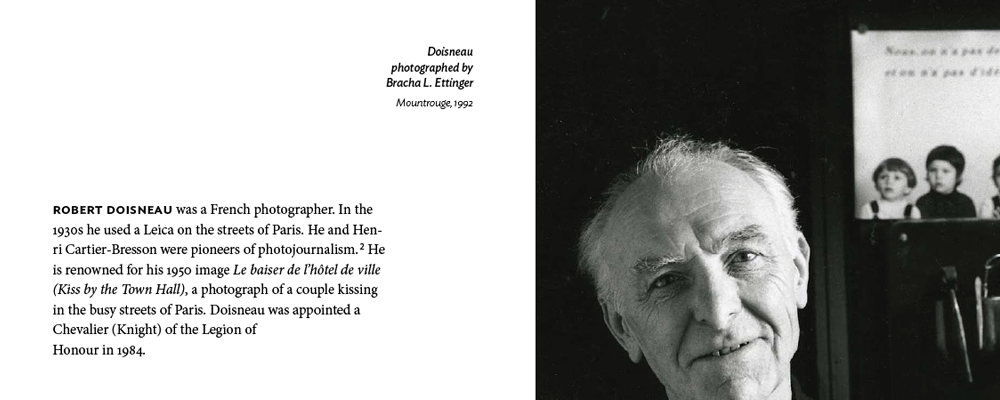 Doisneau
photographed by
Bracha L. Ettinger
Mountrouge, 1992
ROBERT DOISNEAU was a French photographer. In the
1930s he used a Leica on the streets of Paris. He and Hen-
ri Cartier-Bresson were pioneers of photojournalism.² He
is renowned for his 1950 image Le baiser de l’hôtel de ville
(Kiss by the Town Hall), a photograph of a couple kissing
in the busy streets of Paris. Doisneau was appointed a
Chevalier (Knight) of the Legion of
Honour in 1984.
Nous, on n'a pas de
et on n'a pas d'idé